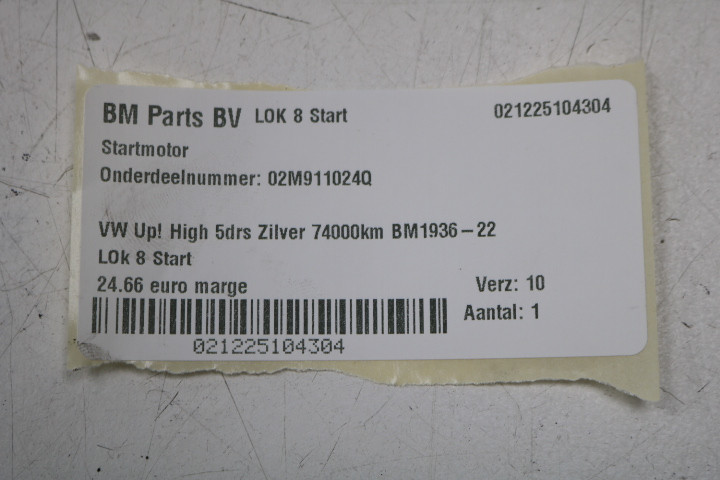 BM Parts BV LOK 8 Start 021225104304
Startmotor
Onderdeelnummer: 02M911024Q
VW Up! High 5drs Zilver 74000km BM1936-22
LOk 8 Start
24.66 euro marge Verz: 10
Aantal: 1
021225104304